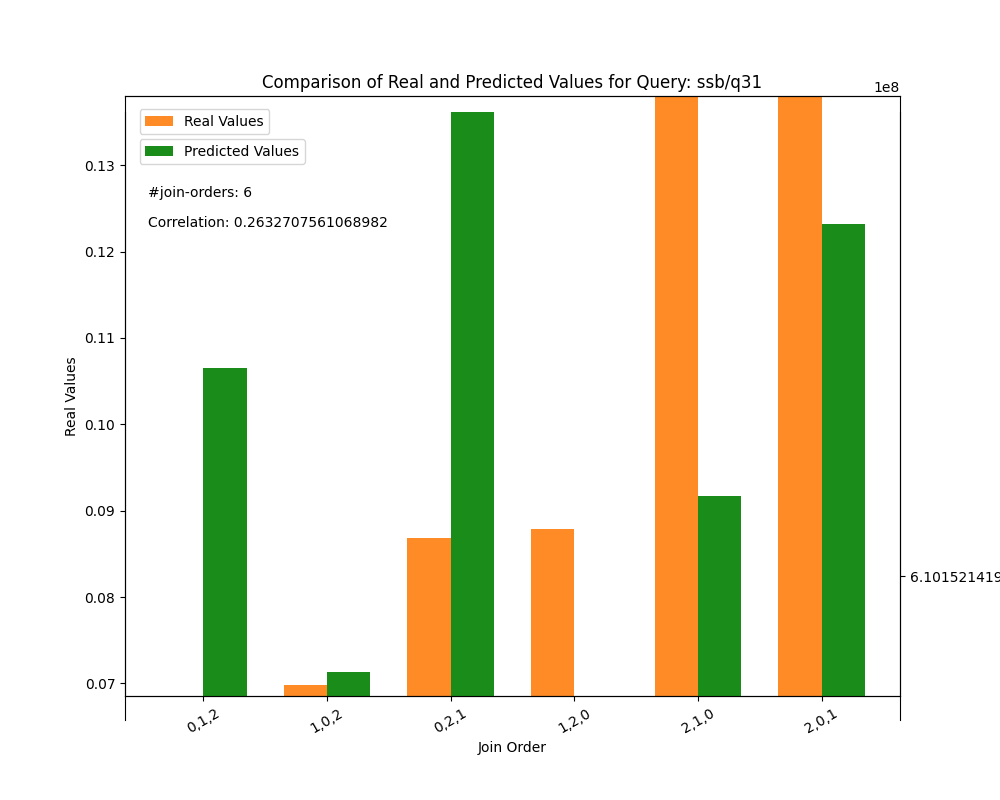 Comparison of Real and Predicted Values for Query: ssb/q31
1e8
Real Values
Predicted Values
#join-orders: 6
Correlation: 0.2632707561068982
0.13
0.12
0.11
0.10
0.09
0.08
0.07
Real Values
6.101521419
0,1,2
1,0,2
0,2,1
1,2,0
2,1,0
2,0,1
Join Order